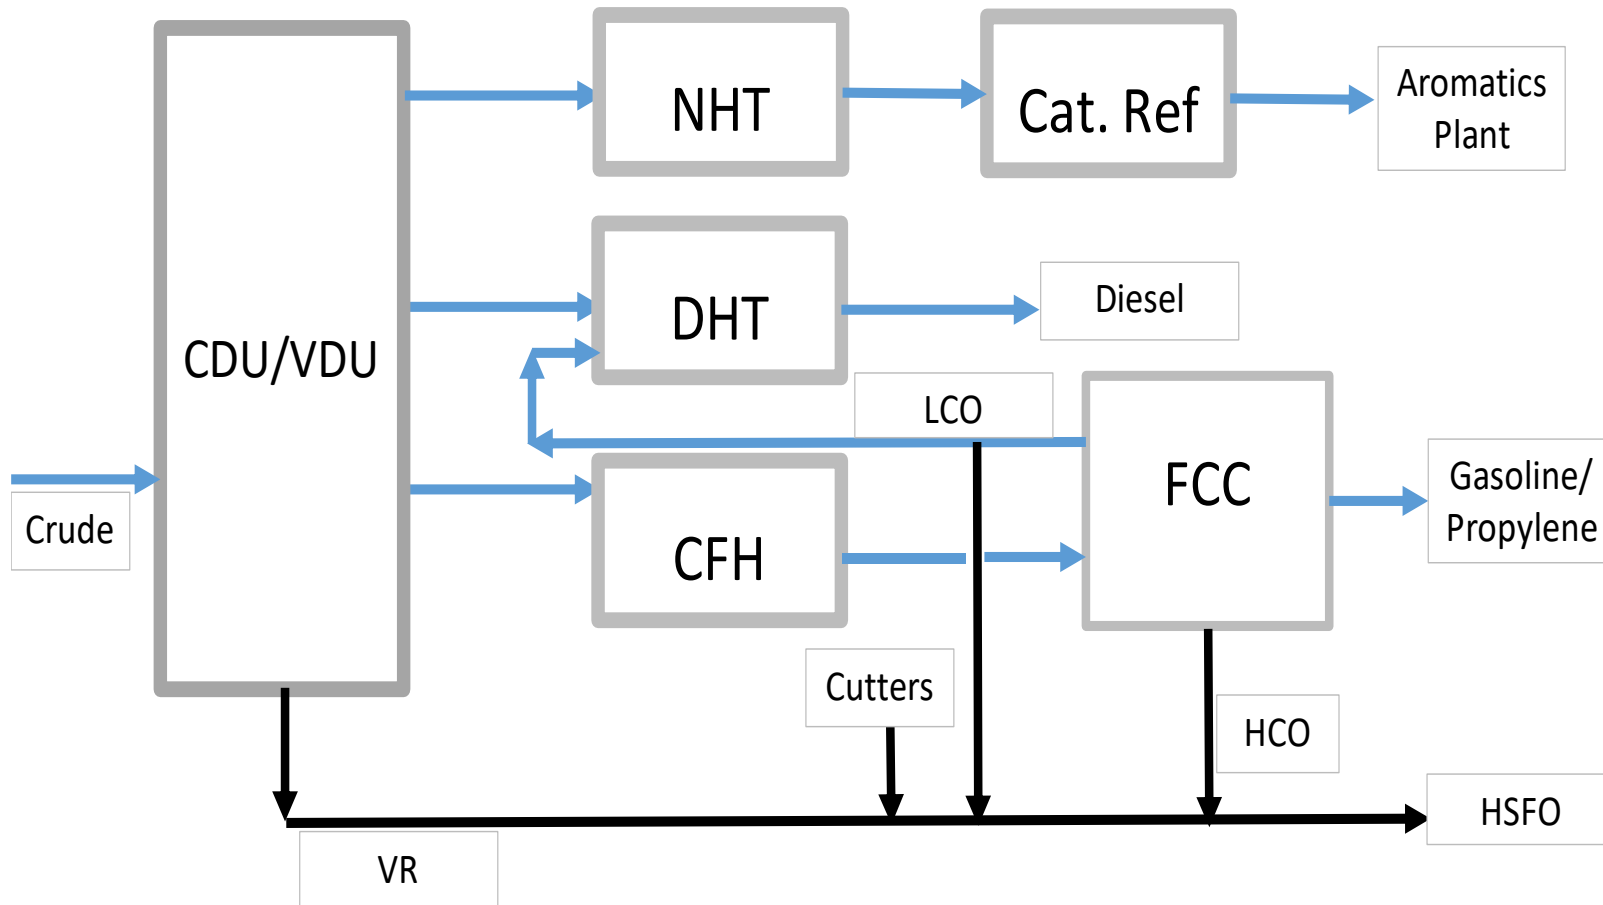 NHT
Cat. Ref
Aromatics
Plant
CDU/VDU
DHT
Diesel
LCO
Crude
CFH
FCC
Gasoline/
Propylene
Cutters
HCO
HSFO
VR